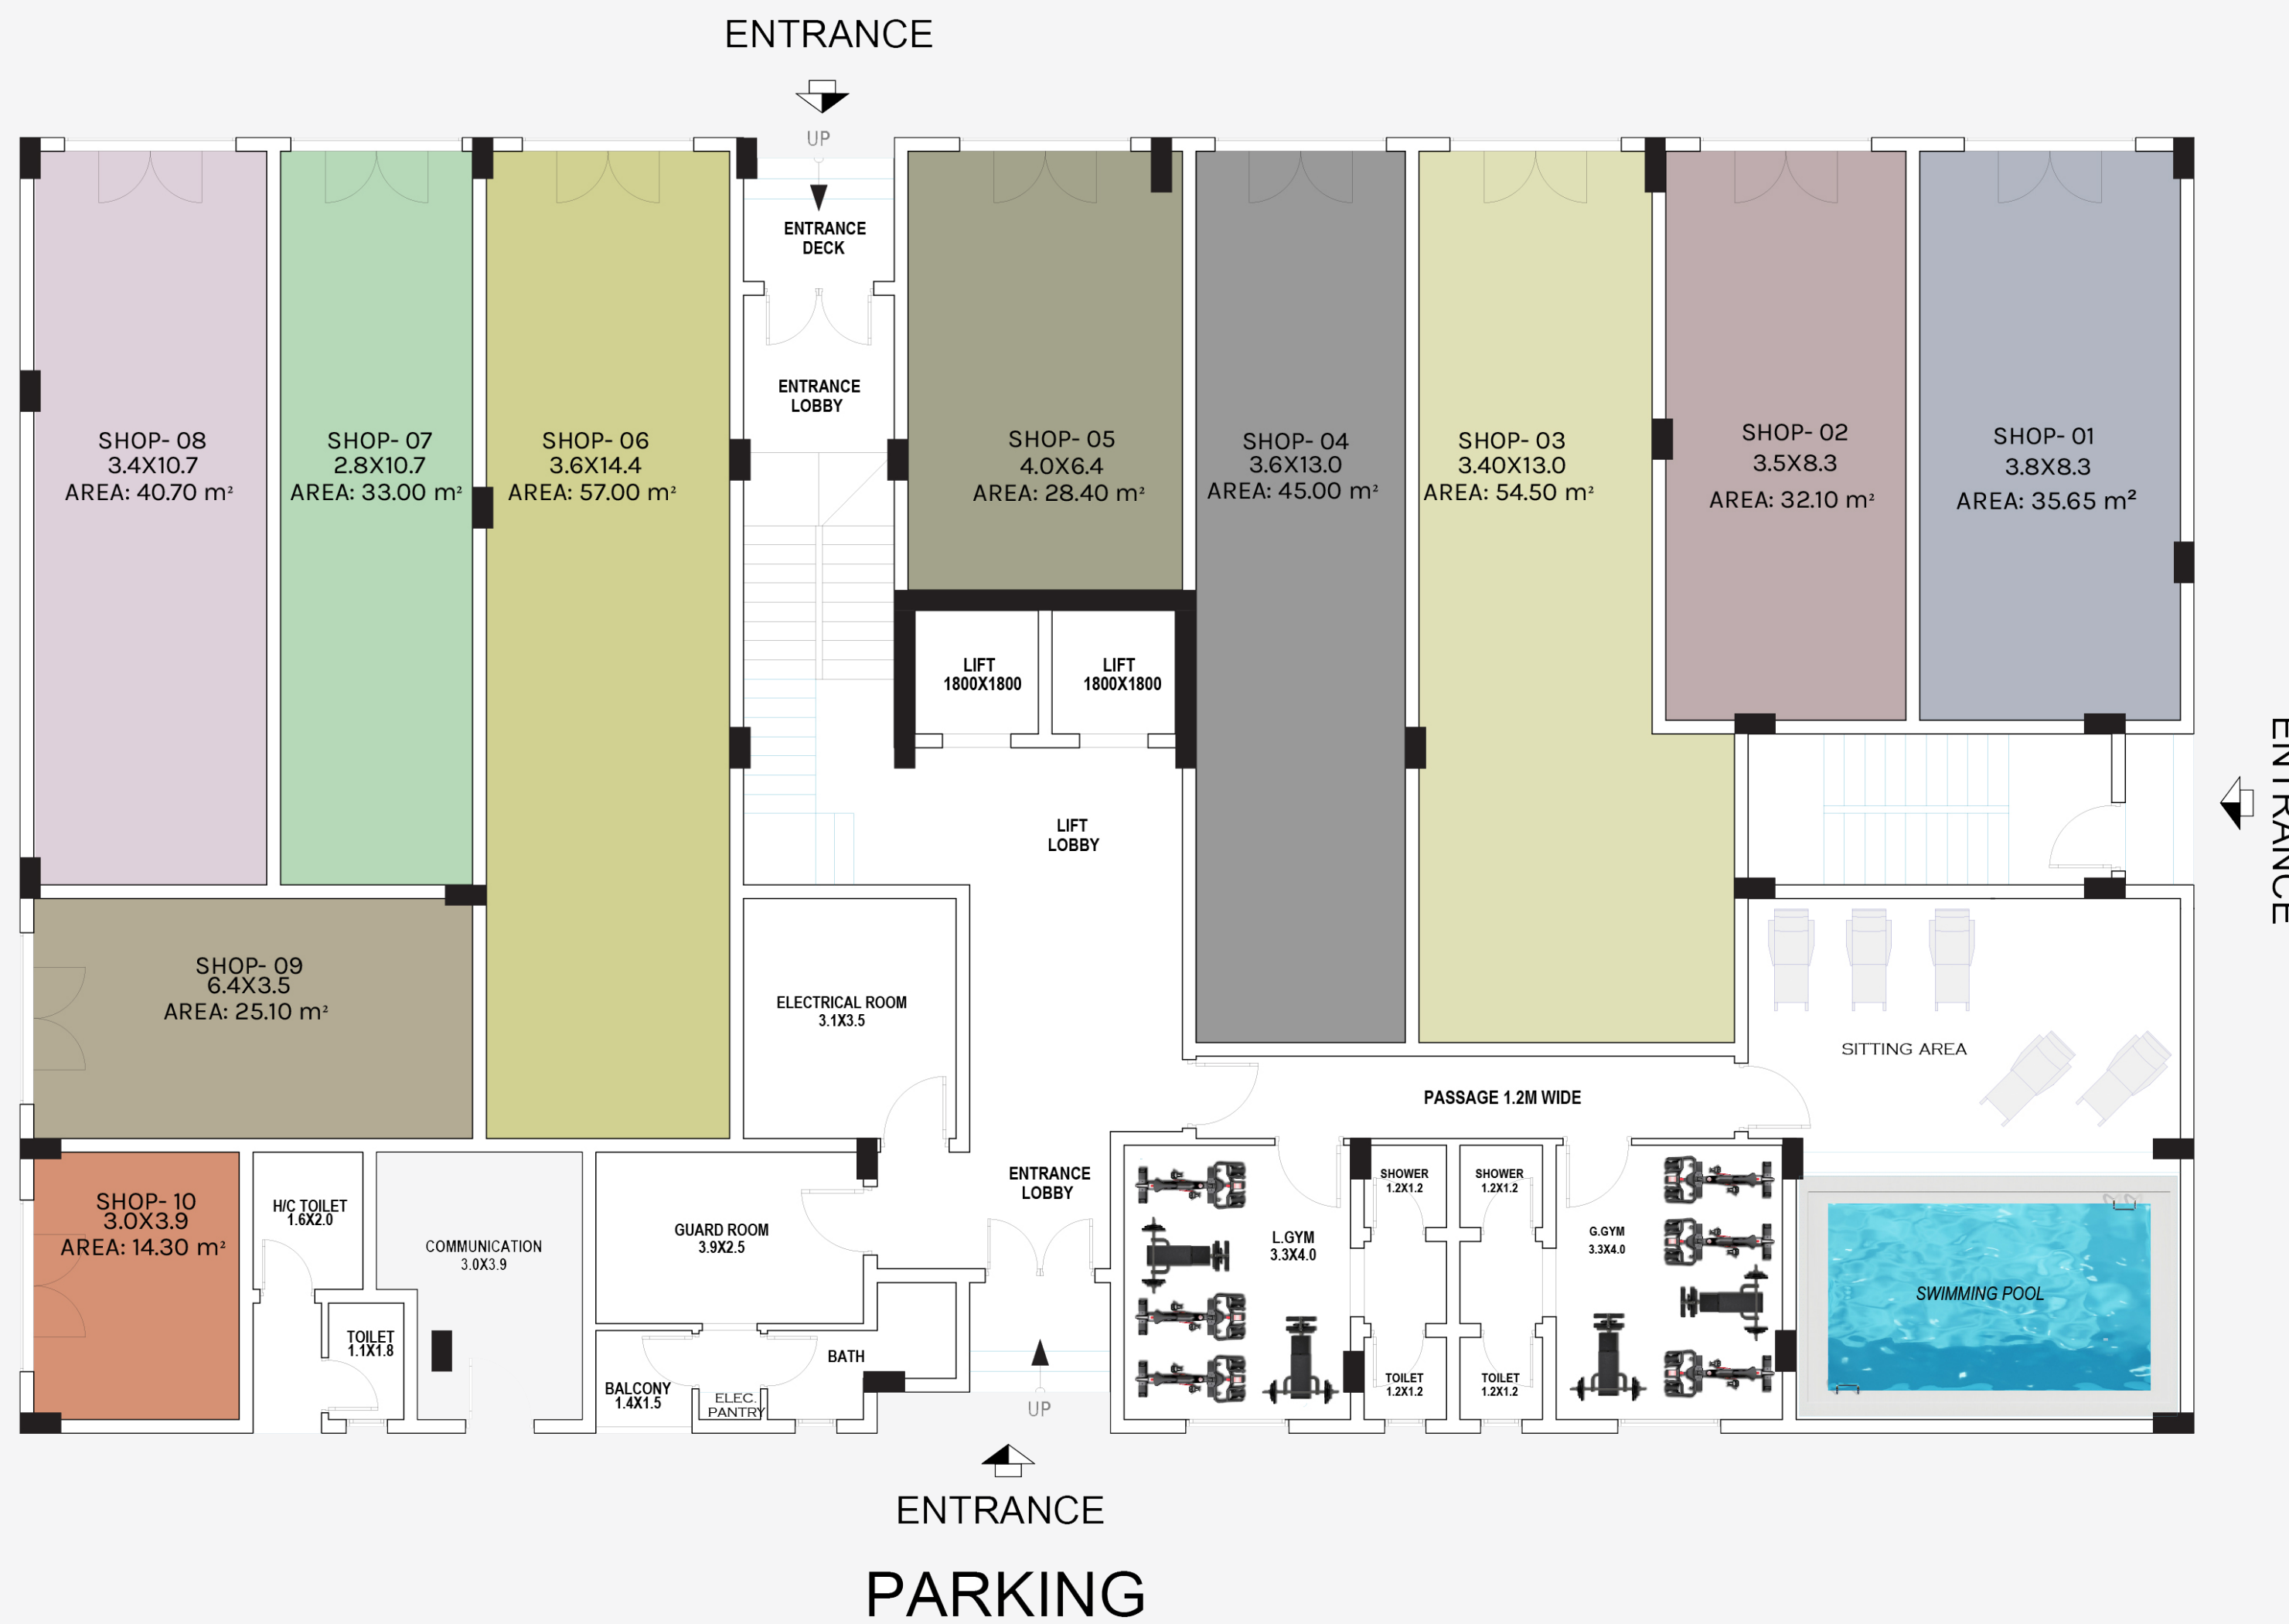 ENTRANCE
UP
ENTRANCE
DECK
ENTRANCE
LOBBY
SHOP- 08
3.4X10.7
AREA: 40.70 m²
SHOP- 07
2.8X10.7
AREA: 33.00 m²
SHOP- 06
3.6X14.4
AREA: 57.00 m²
SHOP- 05
4.0X6.4
AREA: 28.40 m²
SHOP- 04
3.6X13.0
AREA: 45.00 m²
SHOP- 03
3.40X13.0
AREA: 54.50 m²
SHOP- 02
3.5X8.3
AREA: 32.10 m²
SHOP- 01
3.8X8.3
AREA: 35.65 m²
LIFT
1800X1800
LIFT
1800X1800
LIFT
LOBBY
ENTRANCE
SHOP- 09
6.4X3.5
AREA: 25.10 m²
ELECTRICAL ROOM
3.1X3.5
SITTING AREA
PASSAGE 1.2M WIDE
SHOP- 10
3.0X3.9
AREA: 14.30 m²
H/C TOILET
1.6X2.0
COMMUNICATION
3.0X3.9
GUARD ROOM
3.9X2.5
ENTRANCE
LOBBY
L.GYM
3.3X4.0
SHOWER
1.2X1.2
SHOWER
1.2X1.2
G.GYM
3.3X4.0
SWIMMING POOL
TOILET
1.1X1.8
BALCONY
1.4X1.5
ELEC.
PANTRY
BATH
TOILET
1.2X1.2
TOILET
1.2X1.2
UP
ENTRANCE
PARKING